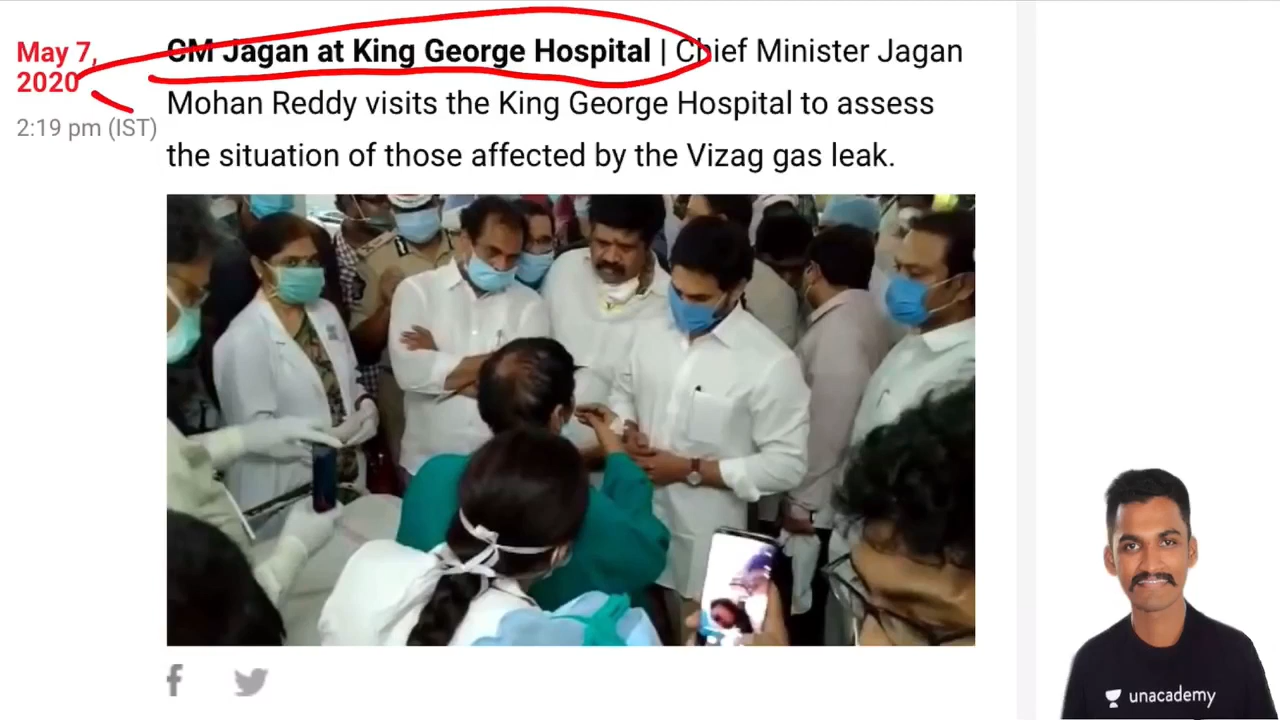 May 7,
2020
2:19 pm (IST)
CM Jagan at King George Hospital | Chief Minister Jagan
Mohan Reddy visits the King George Hospital to assess
the situation of those affected by the Vizag gas leak.
unacademy